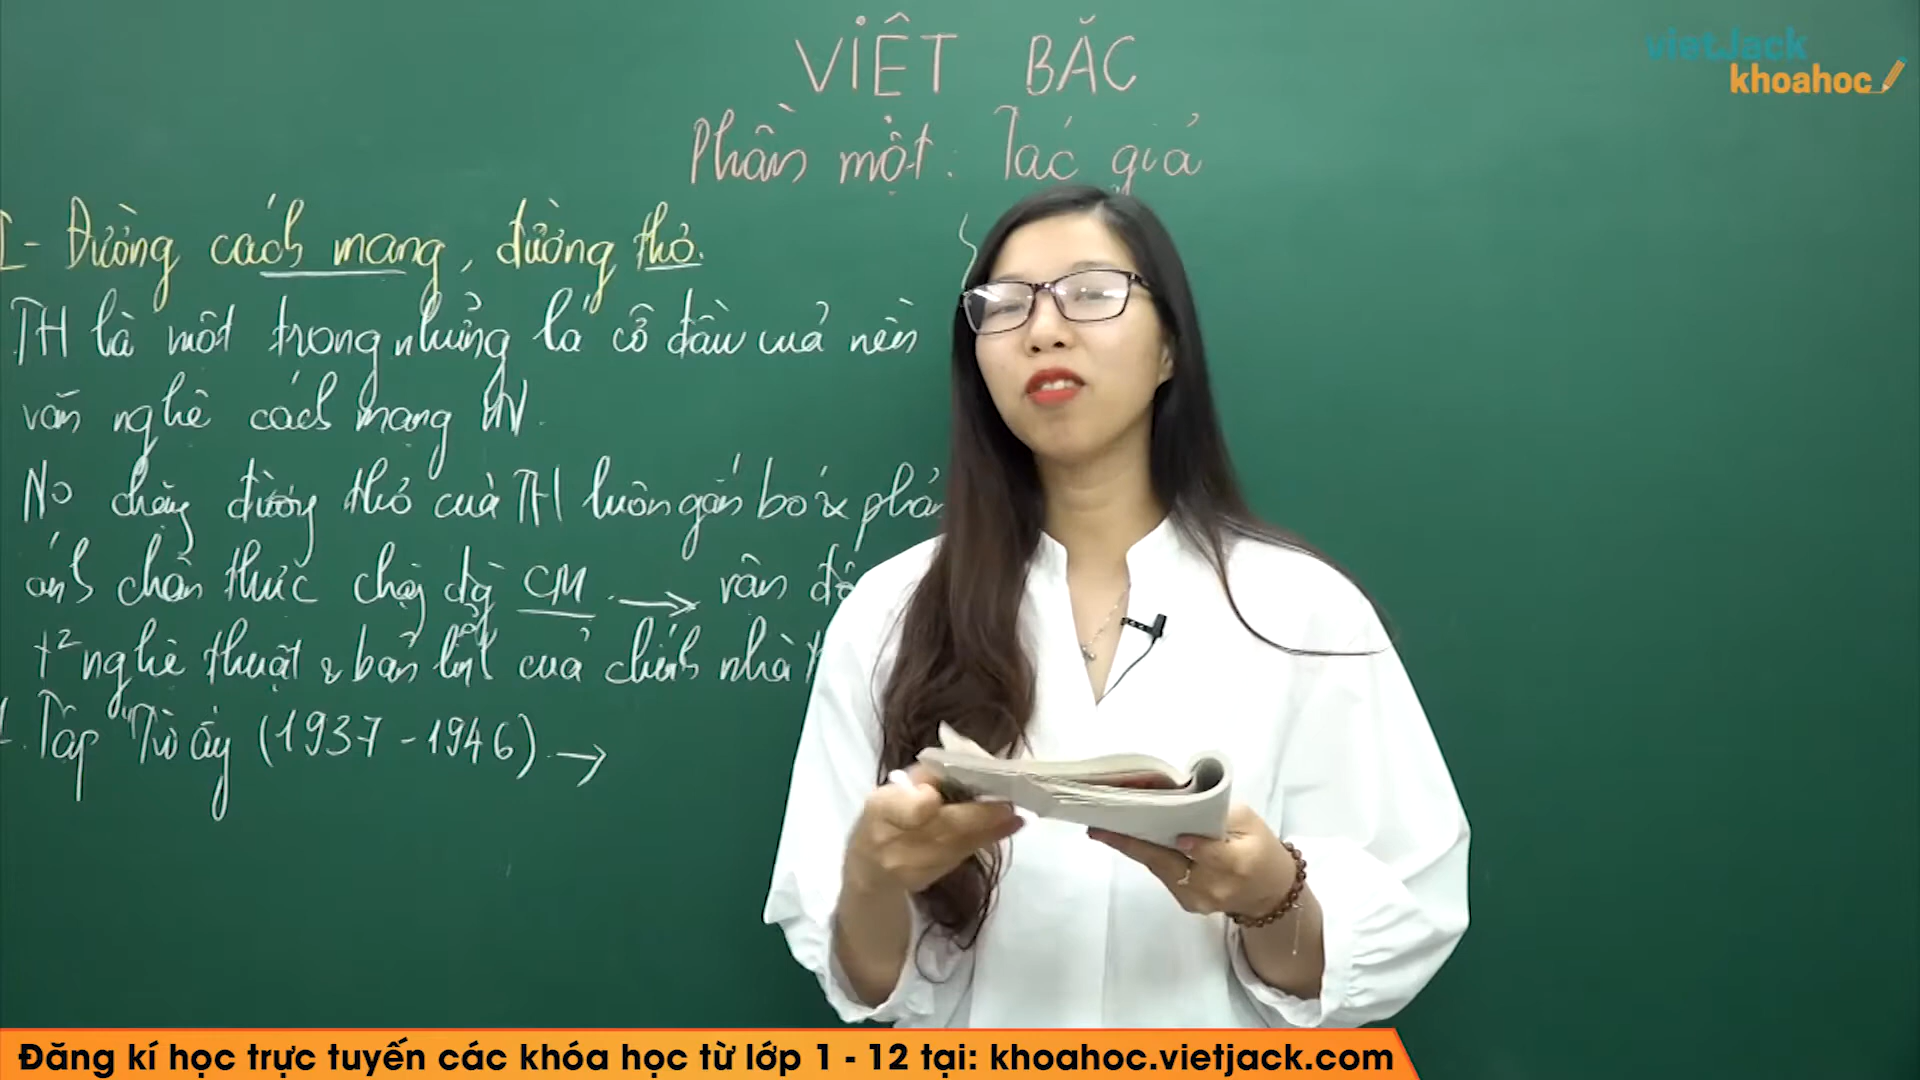 VIỆT BẮC
vietJack
khoahoc
Phần một: Tác giả
I - Đường cách mạng, đường thơ.
TH là một trong những lá cờ đầu của nền
văn nghệ cách mạng VN.
chặng đường thơ của TH luôn gắn bó & phản
ánh chân thực chặng đg CM → vận độ
t² nghệ thuật & bản lĩnh của chính nhà
1. Tập "Từ ấy (1937 - 1946) →
Đăng kí học trực tuyến các khóa học từ lớp 1 - 12 tại: khoahoc.vietjack.com